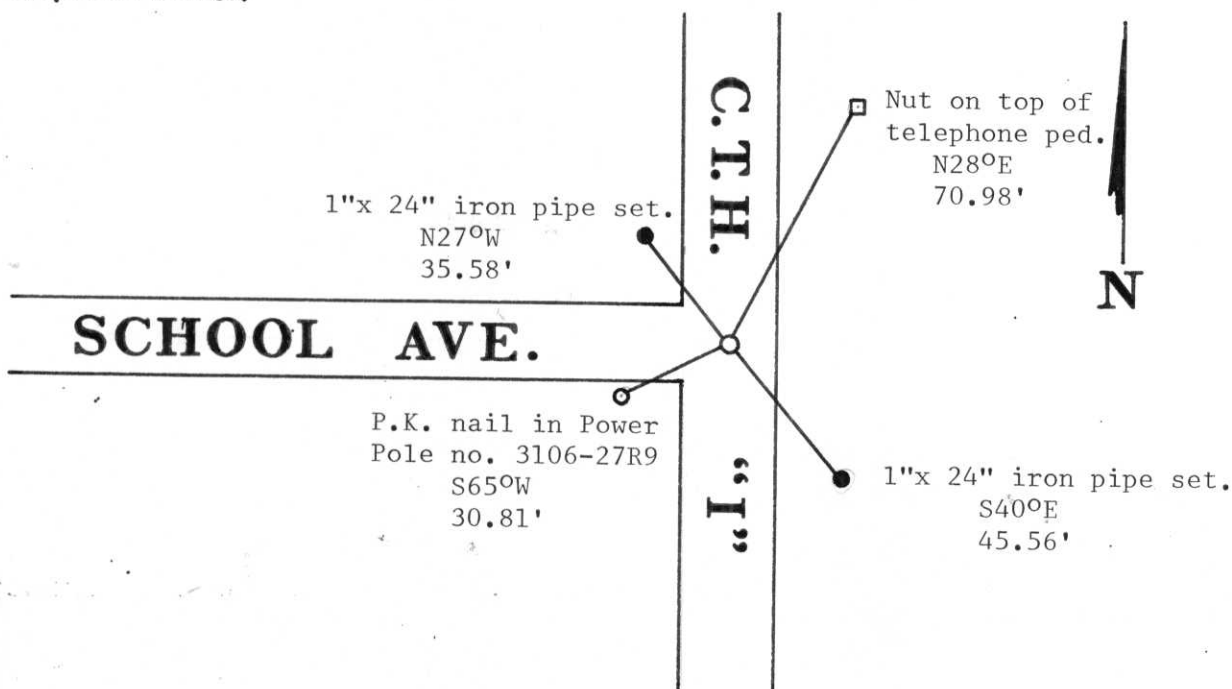 C.T.H.
Nut on top of
telephone ped.
N28°E
70.98'
1"x 24" iron pipe set.
N27°W
35.58'
N
SCHOOL AVE.
P.K. nail in Power
Pole no. 3106-27R9
S65°W
30.81'
"I"
1"x 24" iron pipe set.
S40°E
45.56'